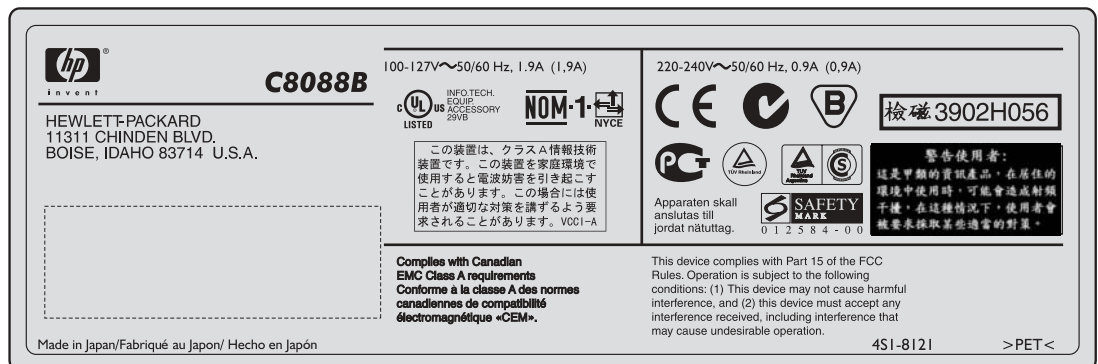 hp
®
invent
C8088B
HEWLETT-PACKARD
11311 CHINDEN BLVD.
BOISE, IDAHO 83714 U.S.A.
Made in Japan/Fabriqué au Japon/ Hecho en Japón
100-127V～50/60 Hz, 1.9A (1,9A)
C UL US
LISTED
INFO.TECH.
EQUIP.
ACCESSORY
29VB
NOM-1-
NYCE
この装置は、クラスA情報技術
装置です。この装置を家庭環境で
使用すると電波妨害を引き起こす
ことがあります。この場合には使
用者が適切な対策を講ずるよう要
求されることがあります。VCCI-A
Complies with Canadian
EMC Class A requirements
Conforme à la classe A des normes
canadiennes de compatibilité
électromagnétique «CEM».
220-240V～50/60 Hz, 0.9A (0,9A)
CE
B
檢磁 3902H056
TÜV Rheinland
TÜV
Rheinland
Argentina
S
警告使用者:
這是甲類的資訊產品，在居住的
環境中使用時，可能會造成射頻
干擾，在這種情況下，使用者會
被要求採取某些適當的對策。
Apparaten skall
anslutas till
jordat nätuttag.
SAFETY
MARK
012584-00
This device complies with Part 15 of the FCC
Rules. Operation is subject to the following
conditions: (1) This device may not cause harmful
interference, and (2) this device must accept any
interference received, including interference that
may cause undesirable operation.
4S1-8121
>PET<